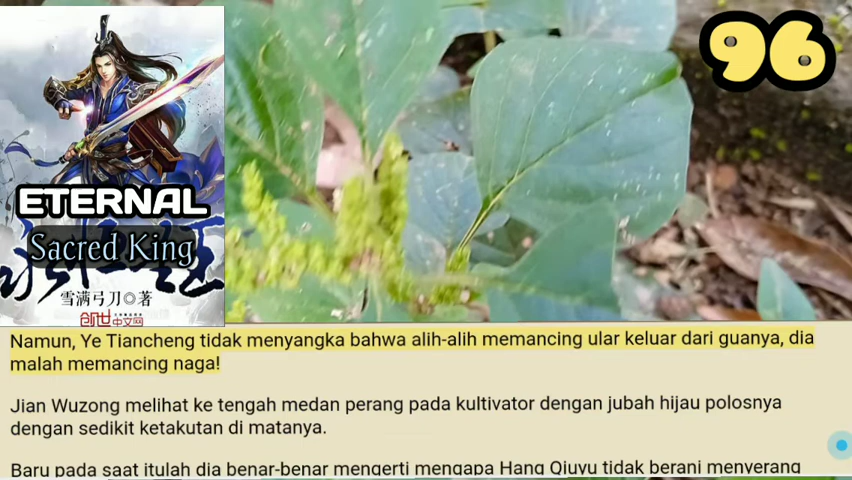 96
ETERNAL
Sacred King
雪满弓刀◎著
创世中文网
Namun, Ye Tiancheng tidak menyangka bahwa alih-alih memancing ular keluar dari guanya, dia
malah memancing naga!
Jian Wuzong melihat ke tengah medan perang pada kultivator dengan jubah hijau polosnya
dengan sedikit ketakutan di matanya.
Baru pada saat itulah dia benar-benar mengerti mengapa Hang Qiuyu tidak berani menyerang